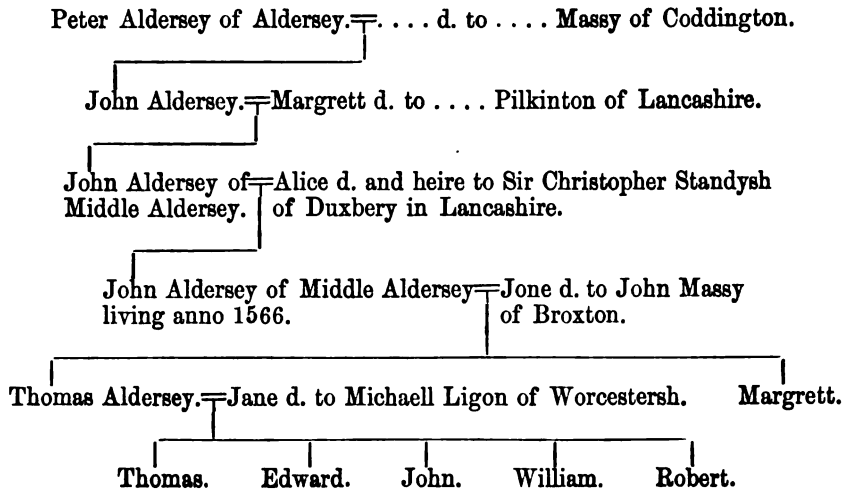 Peter Aldersey of Aldersey.=. . . . d. to . . . . Massy of Coddington.
John Aldersey.=Margrett d. to . . . . Pilkinton of Lancashire.
John Aldersey of=Alice d. and heire to Sir Christopher Standysh
Middle Aldersey. of Duxbery in Lancashire.
John Aldersey of Middle Aldersey=Jone d. to John Massy
living anno 1566. of Broxton.
Thomas Aldersey.=Jane d. to Michaell Ligon of Worcestersh. Margrett.
Thomas. Edward. John. William. Robert.